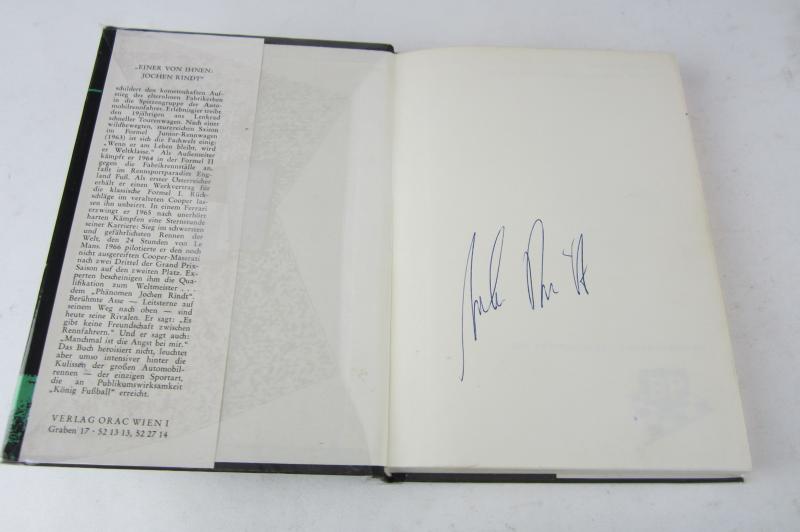 „EINER VON IHNEN:
JOCHEN RINDT“
schildert den kometenhaften Auf-
stieg des elternlosen Fabrikerben
in die Spitzengruppe der Auto-
mobilrennfahrer. Erlebnisgier treibt
den 19jährigen ans Lenkrad
schneller Tourenwagen. Nach einer
wildbewegten, sturzreichen Saison
im Formel Junior-Rennwagen
(1963) ist sich die Fachwelt einig:
„Wenn er am Leben bleibt, wird
er Weltklasse.“ Als Außenseiter
kämpft er 1964 in der Formel II
gegen die Fabrikrennställe an,
faßt im Rennsportparadies Eng-
land Fuß. Als erster Österreicher
erhält er einen Werkvertrag für
die klassische Formel I. Rück-
schläge im veralteten Cooper las-
sen ihn unbeirrt. In einem Ferrari
erzwingt er 1965 nach unerhört
harten Kämpfen eine Sternstunde
seiner Karriere: Sieg im schwersten
und gefährlichsten Rennen der
Welt, den 24 Stunden von Le
Mans. 1966 pilotierte er den noch
nicht ausgereiften Cooper-Maserati
nach zwei Drittel der Grand Prix-
Saison auf den zweiten Platz. Ex-
perten bescheinigen ihm die Qua-
lifikation zum Weltmeister . . .
dem „Phänomen Jochen Rindt“.
Berühmte Asse — Leitsterne auf
seinem Weg nach oben — sind
heute seine Rivalen. Er sagt: „Es
gibt keine Freundschaft zwischen
Rennfahrern.“ Und er sagt auch:
„Manchmal ist die Angst bei mir.“
Das Buch heroisiert nicht, leuchtet
aber umso intensiver hinter die
Kulissen der großen Automobil-
rennen — der einzigen Sportart,
die an Publikumswirksamkeit
„König Fußball“ erreicht.
VERLAG ORAC WIEN I
Graben 17 - 52 13 13, 52 27 14